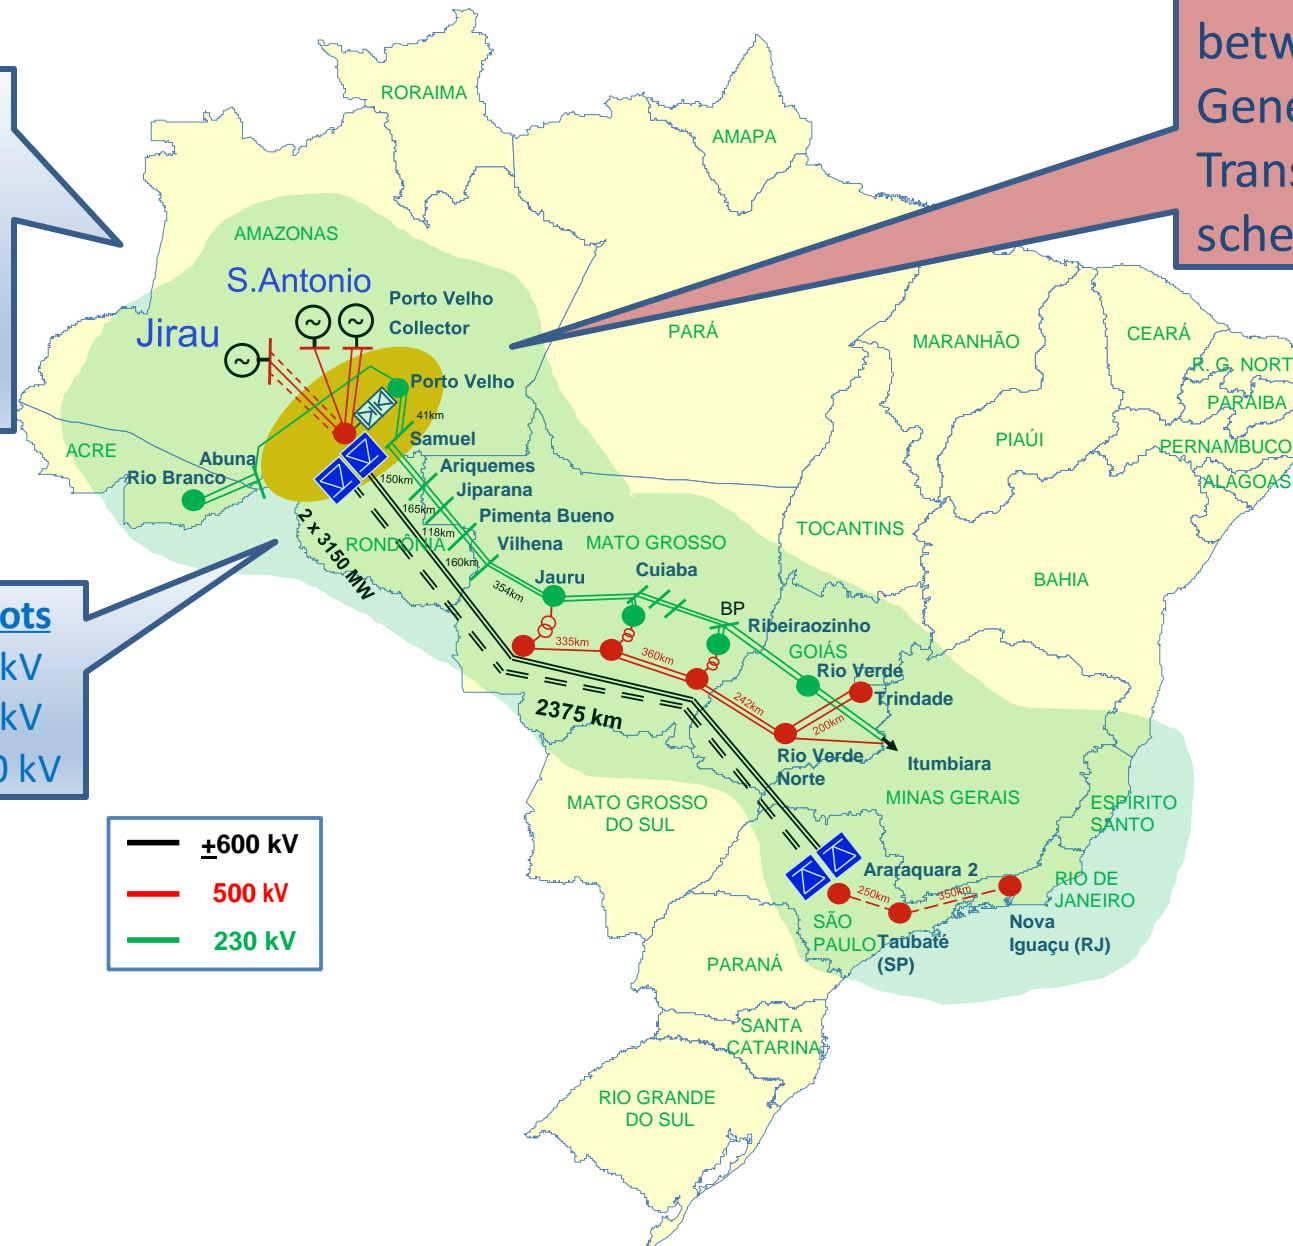 betw
Gene
Trans
sche
RORAIMA
AMAPA
AMAZONAS
S.Antonio
Porto Velho
Collector
Jirau
PARÁ
MARANHÃO
CEARÁ
R. G. NORT
PARAIBA
PERNAMBUCO
ALAGOAS
PIAÚI
~
~
~
Porto Velho
41km
Samuel
ACRE
Abuna
Rio Branco
150km
Ariquemes
Jiparana
165km
Pimenta Bueno
118km
RONDÔNIA
Vilhena
160km
MATO GROSSO
TOCANTINS
BAHIA
2 x 3150 MW
354km
Jauru
Cuiaba
BP
Ribeiraozinho
GOIÁS
335km
360km
Rio Verde
Trindade
242km
200km
2375 km
Rio Verde
Norte
Itumbiara
ots
kV
kV
0 kV
MATO GROSSO
DO SUL
MINAS GERAIS
ESPÍRITO
SANTO
±600 kV
500 kV
230 kV
Araraquara 2
250km
350km
RIO DE
JANEIRO
SÃO
PAULO
Taubaté
(SP)
Nova
Iguaçu (RJ)
PARANÁ
SANTA
CATARINA
RIO GRANDE
DO SUL